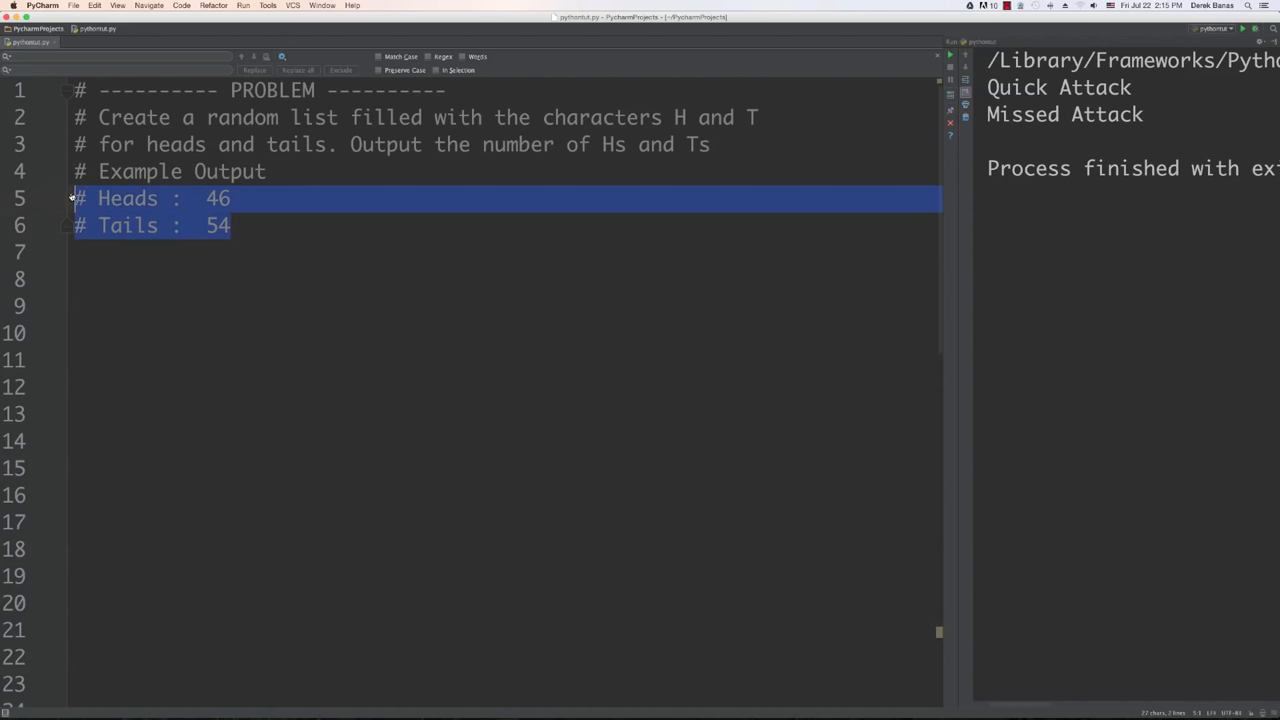 PyCharm File Edit View Navigate Code Refactor Run Tools VCS Window Help
10 Fri Jul 22 2:15 PM Derek Banas
pythontut.py - PycharmProjects - [~/PycharmProjects]
PycharmProjects pythontut.py
pythontut
pythontut.py
Run pythontut
Match Case Regex Words
Replace Replace all Exclude Preserve Case In Selection
1 # ---------- PROBLEM ----------
2 # Create a random list filled with the characters H and T
3 # for heads and tails. Output the number of Hs and Ts
4 # Example Output
5 # Heads : 46
6 # Tails : 54
7
8
9
10
11
12
13
14
15
16
17
18
19
20
21
22
23
/Library/Frameworks/Pytho
Quick Attack
Missed Attack
Process finished with exi
27 chars, 2 lines 5:1 LF÷ UTF-8÷